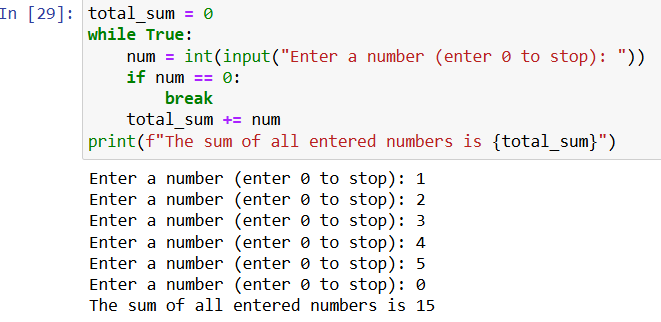 In [29]: total_sum = 0
while True:
    num = int(input("Enter a number (enter 0 to stop): "))
    if num == 0:
        break
    total_sum += num
print(f"The sum of all entered numbers is {total_sum}")
Enter a number (enter 0 to stop): 1
Enter a number (enter 0 to stop): 2
Enter a number (enter 0 to stop): 3
Enter a number (enter 0 to stop): 4
Enter a number (enter 0 to stop): 5
Enter a number (enter 0 to stop): 0
The sum of all entered numbers is 15